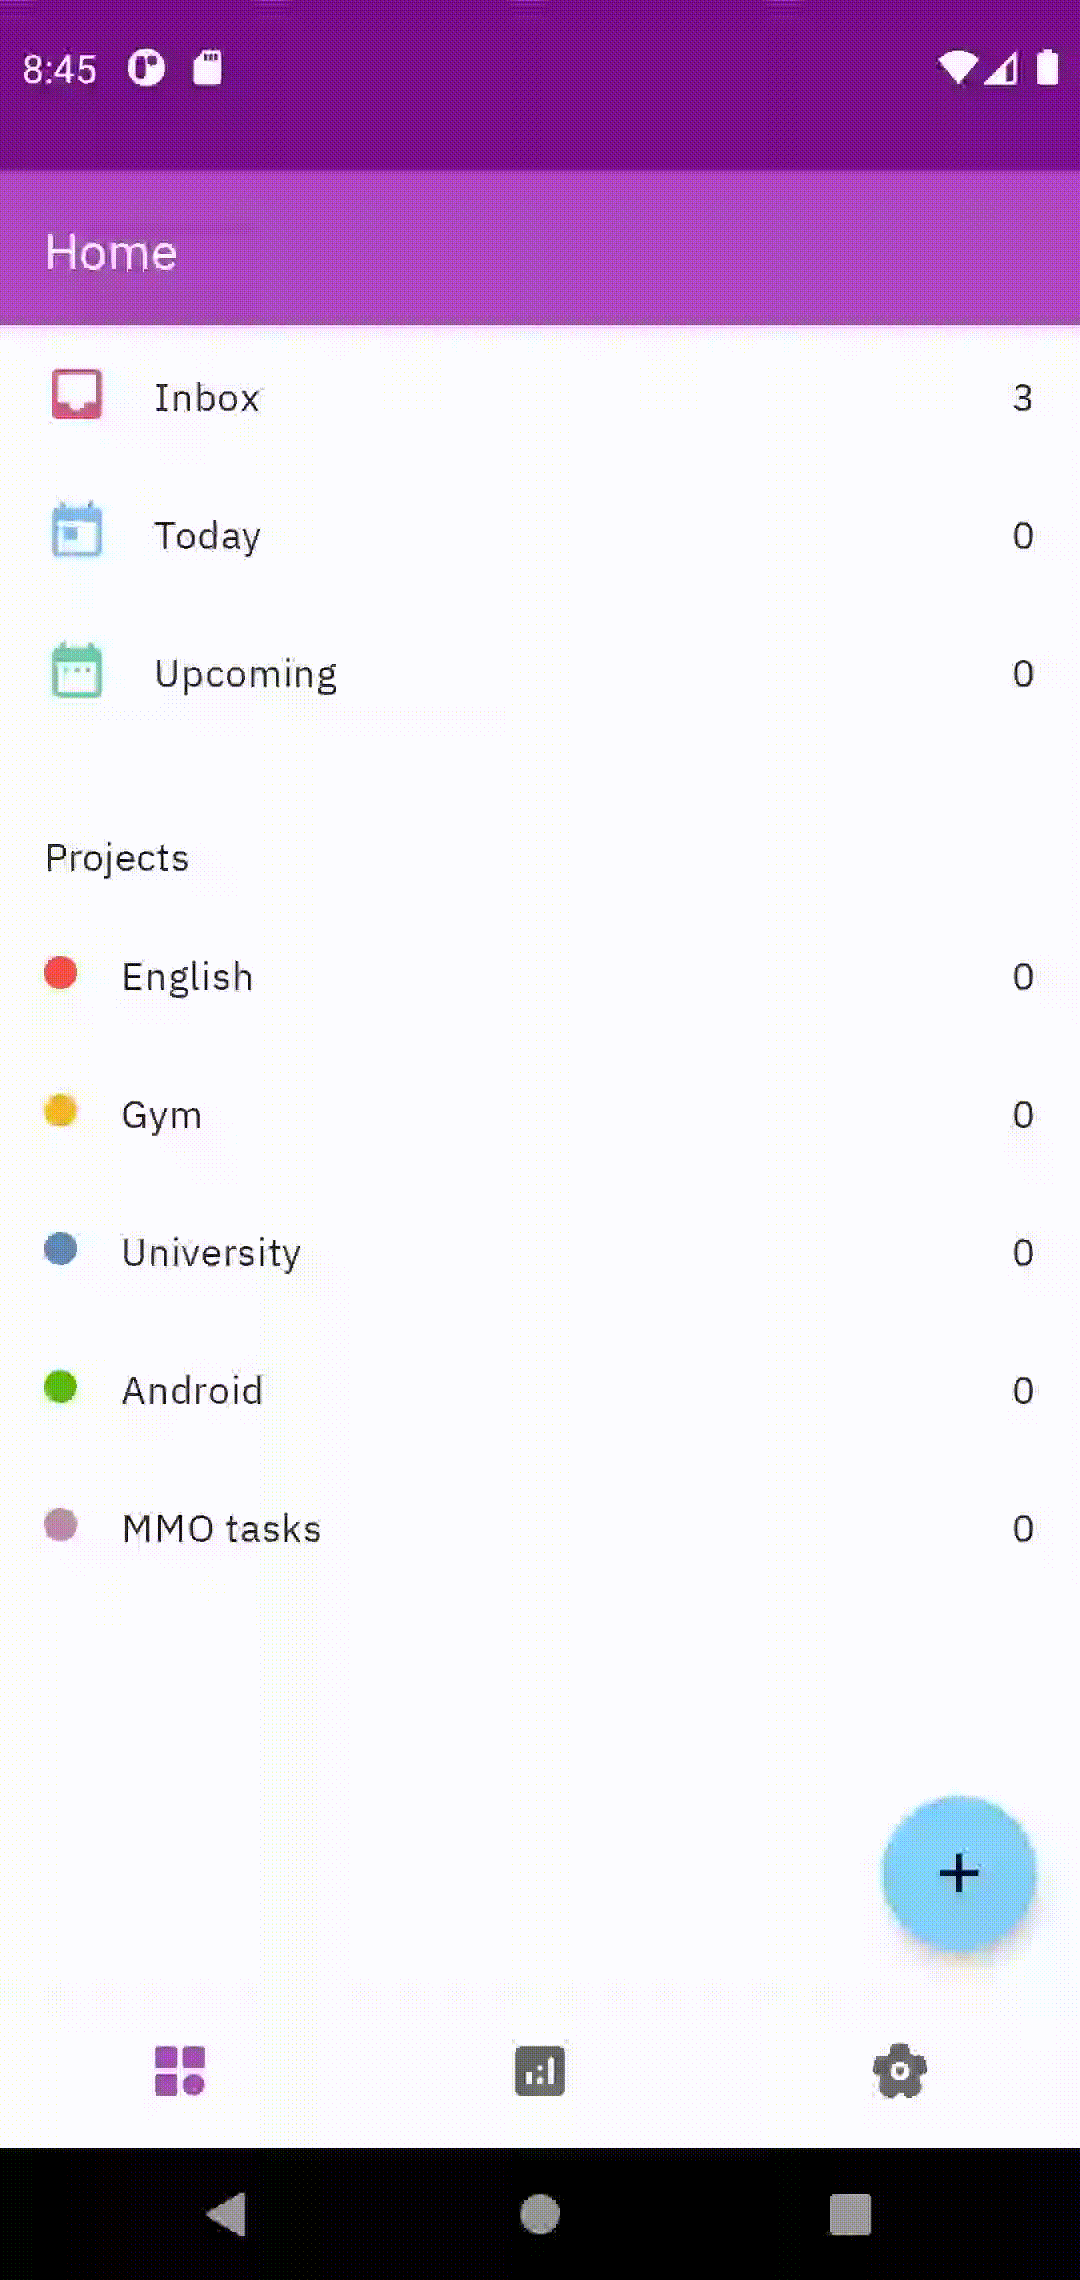 8:45
Home
Inbox 3
Today 0
Upcoming 0
Projects
English 0
Gym 0
University 0
Android 0
MMO tasks 0
+